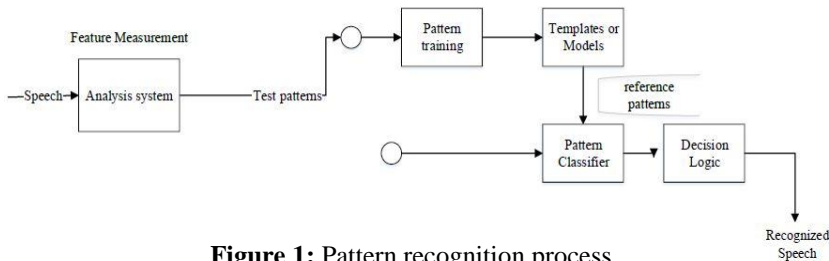 Feature Measurement
Speech
Analysis system
Test patterns
Pattern
training
Templates or
Models
reference
patterns
Pattern
Classifier
Decision
Logic
Recognized
Speech
Figure 1: Pattern recognition process